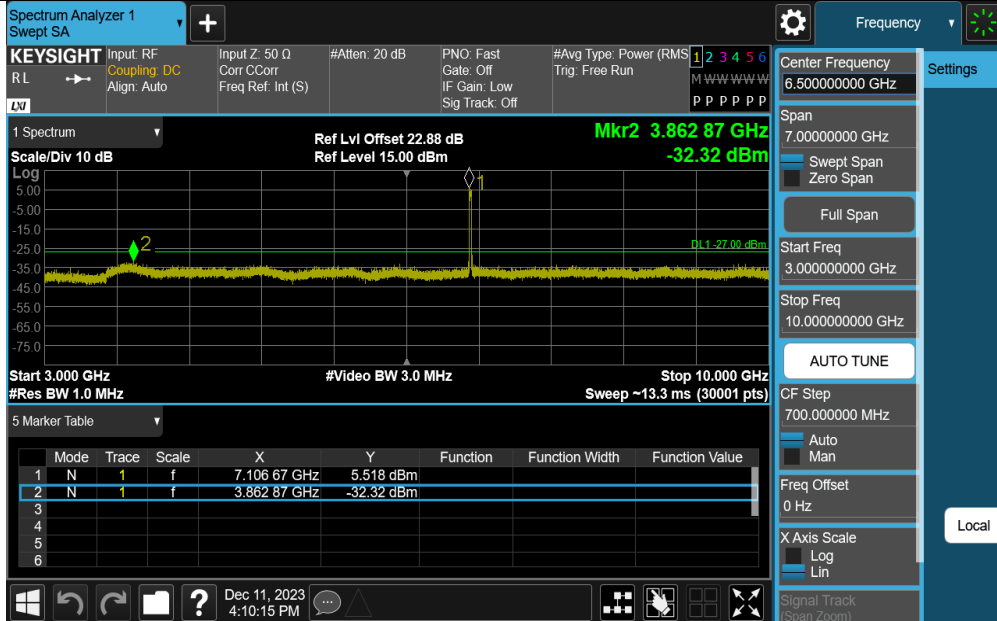 Spectrum Analyzer 1
Swept SA
+
Frequency
KEYSIGHT
RL
LXI
Input: RF
Coupling: DC
Align: Auto
Input Z: 50 Ω
Corr CCorr
Freq Ref: Int (S)
#Atten: 20 dB
PNO: Fast
Gate: Off
IF Gain: Low
Sig Track: Off
#Avg Type: Power (RMS
Trig: Free Run
1 2 3 4 5 6
M W W W W W
P P P P P P
1 Spectrum
Scale/Div 10 dB
Ref Lvl Offset 22.88 dB
Ref Level 15.00 dBm
Mkr2 3.862 87 GHz
-32.32 dBm
Log
5.00
-5.00
-15.0
-25.0
-35.0
-45.0
-55.0
-65.0
-75.0
1
2
DL1 -27.00 dBm
Start 3.000 GHz
#Res BW 1.0 MHz
#Video BW 3.0 MHz
Stop 10.000 GHz
Sweep ~13.3 ms (30001 pts)
5 Marker Table
Mode Trace Scale X Y Function Function Width Function Value
1 N 1 f 7.106 67 GHz 5.518 dBm
2 N 1 f 3.862 87 GHz -32.32 dBm
3
4
5
6
Dec 11, 2023
4:10:15 PM
?
Center Frequency
6.500000000 GHz
Span
7.00000000 GHz
Swept Span
Zero Span
Full Span
Start Freq
3.000000000 GHz
Stop Freq
10.000000000 GHz
AUTO TUNE
CF Step
700.000000 MHz
Auto
Man
Freq Offset
0 Hz
X Axis Scale
Log
Lin
Signal Track
(Span Zoom)
Settings
Local